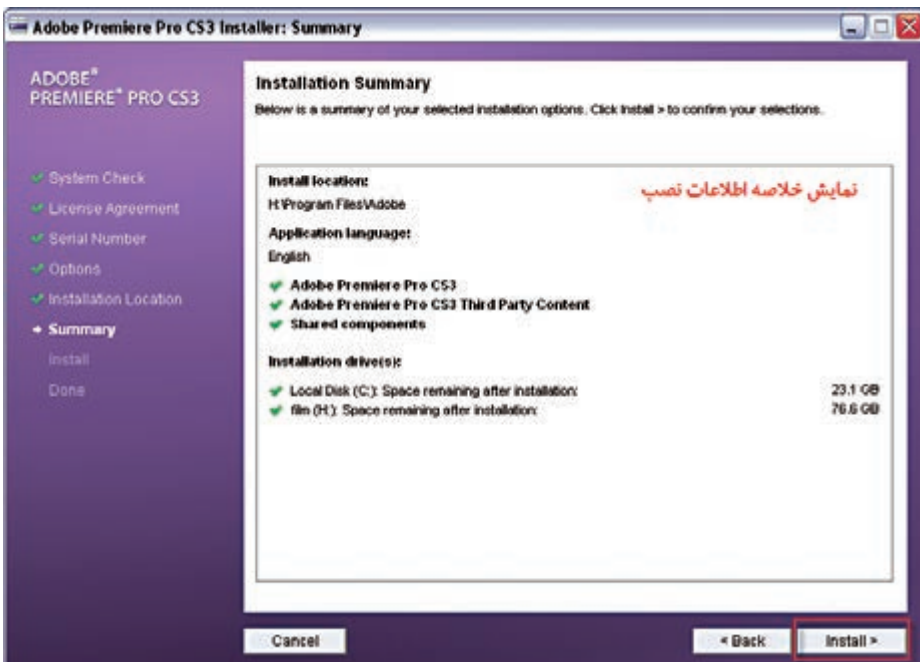 Adobe Premiere Pro CS3 Installer: Summary
ADOBE®
PREMIERE® PRO CS3
System Check
License Agreement
Serial Number
Options
Installation Location
Summary
Install
Done
Installation Summary
Below is a summary of your selected installation options. Click Install > to confirm your selections.
نمایش خلاصه اطلاعات نصب
Install location:
H:\Program Files\Adobe
Application language:
English
Adobe Premiere Pro CS3
Adobe Premiere Pro CS3 Third Party Content
Shared components
Installation drive(s):
Local Disk (C:): Space remaining after installation: 23.1 GB
film (H:): Space remaining after installation: 76.6 GB
Cancel < Back Install >